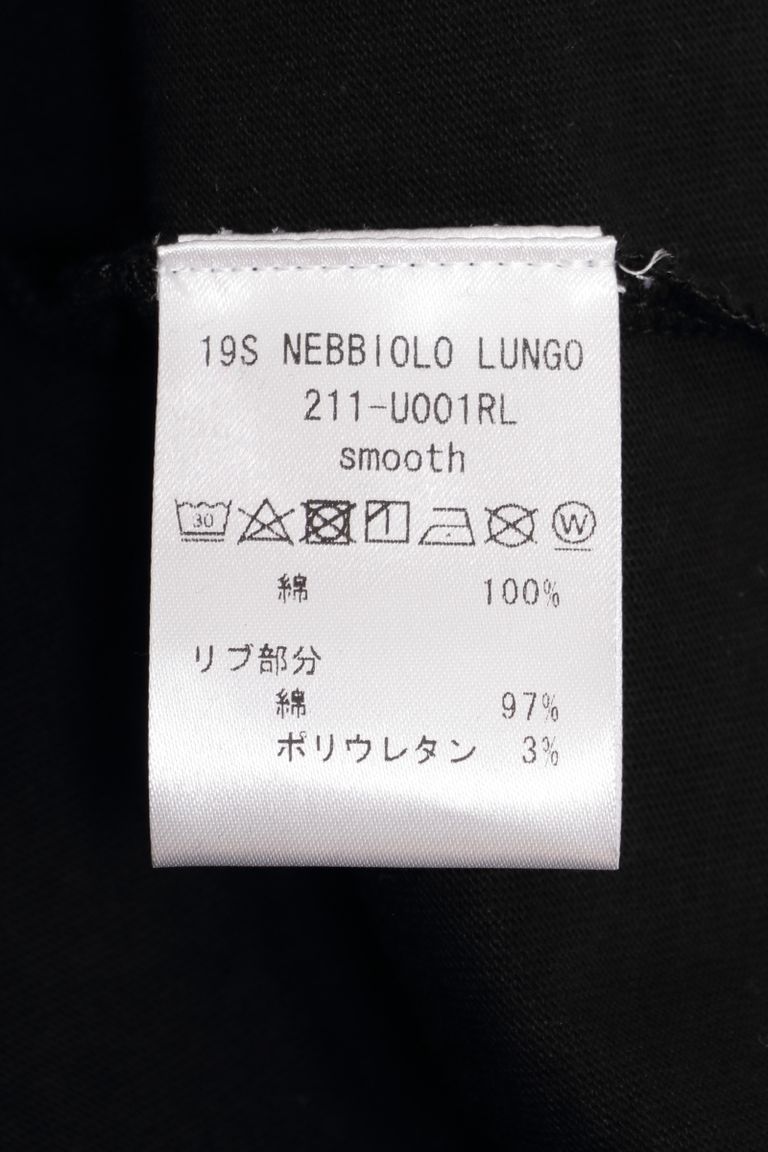 19S NEBBIOLO LUNGO
211-U001RL
smooth
30 W
綿 100%
リブ部分
綿 97%
ポリウレタン 3%